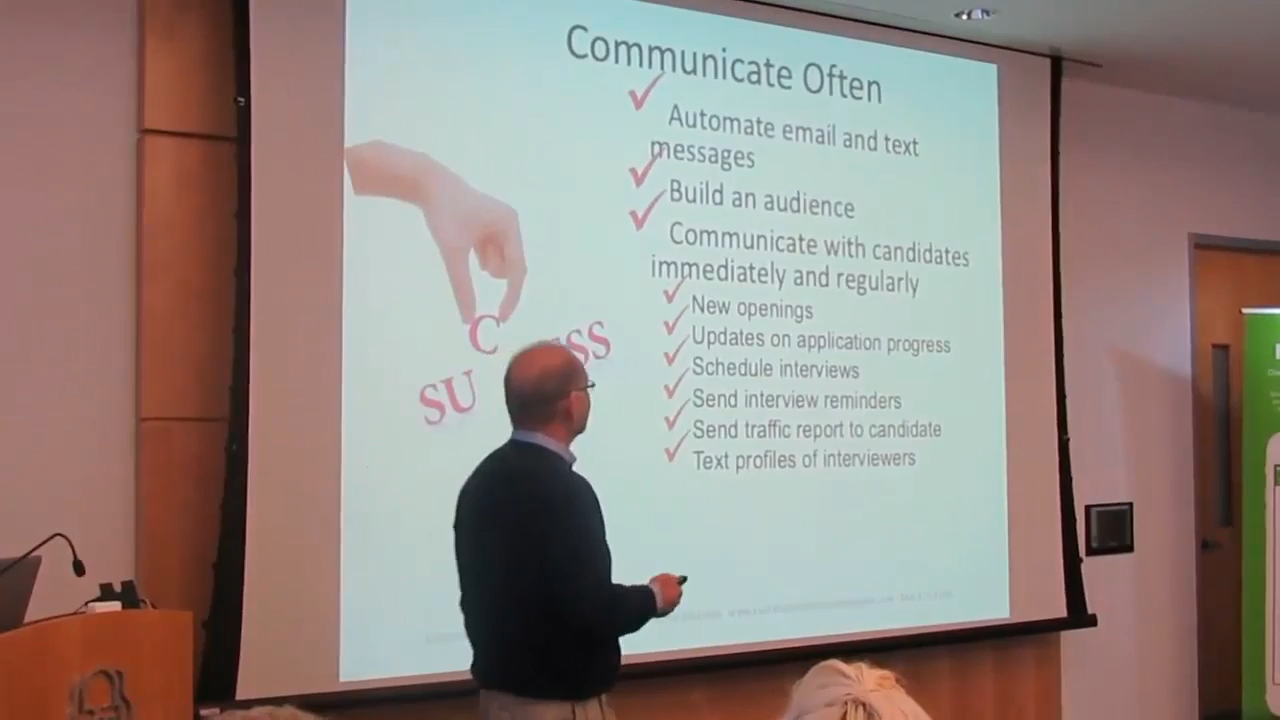 Communicate Often
Automate email and text
messages
Build an audience
Communicate with candidates
immediately and regularly
New openings
Updates on application progress
Schedule interviews
Send interview reminders
Send traffic report to candidate
Text profiles of interviewers
C
SU
SS